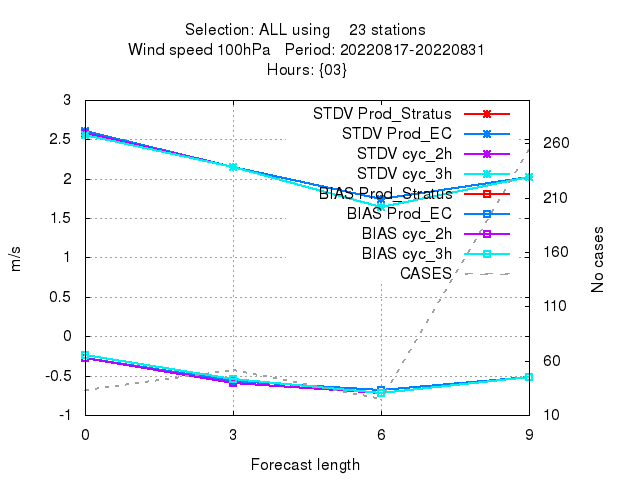 Selection: ALL using 23 stations
Wind speed 100hPa Period: 20220817-20220831
Hours: {03}
STDV Prod_Stratus
STDV Prod_EC
STDV cyc_2h
STDV cyc_3h
BIAS Prod_Stratus
BIAS Prod_EC
BIAS cyc_2h
BIAS cyc_3h
CASES
3
2.5
2
1.5
1
0.5
0
-0.5
-1
m/s
260
210
160
110
60
10
No cases
0 3 6 9
Forecast length